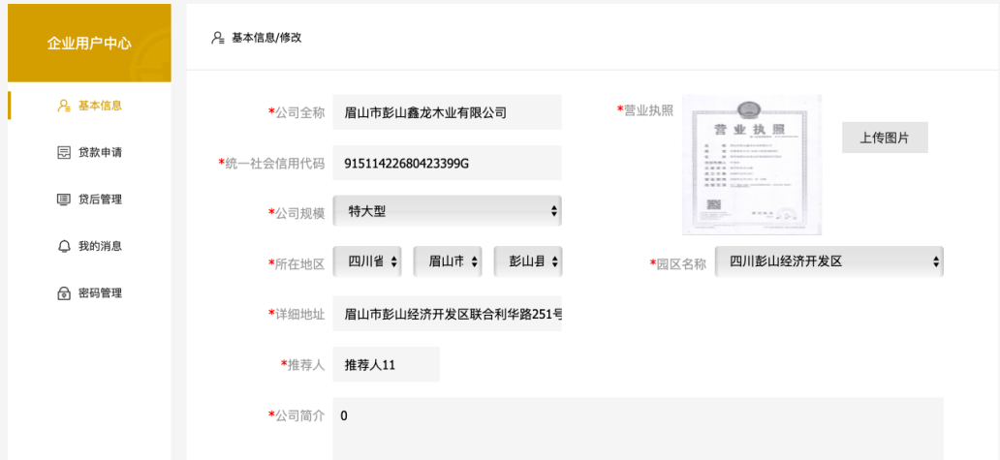 企业用户中心
基本信息
贷款申请
贷后管理
我的消息
密码管理
基本信息/修改
*公司全称 眉山市彭山鑫龙木业有限公司
*营业执照
营业执照
上传图片
*统一社会信用代码 91511422680423399G
*公司规模 特大型
*所在地区 四川省 眉山市 彭山县
*园区名称 四川彭山经济开发区
*详细地址 眉山市彭山经济开发区联合利华路251号
*推荐人 推荐人11
*公司简介 0